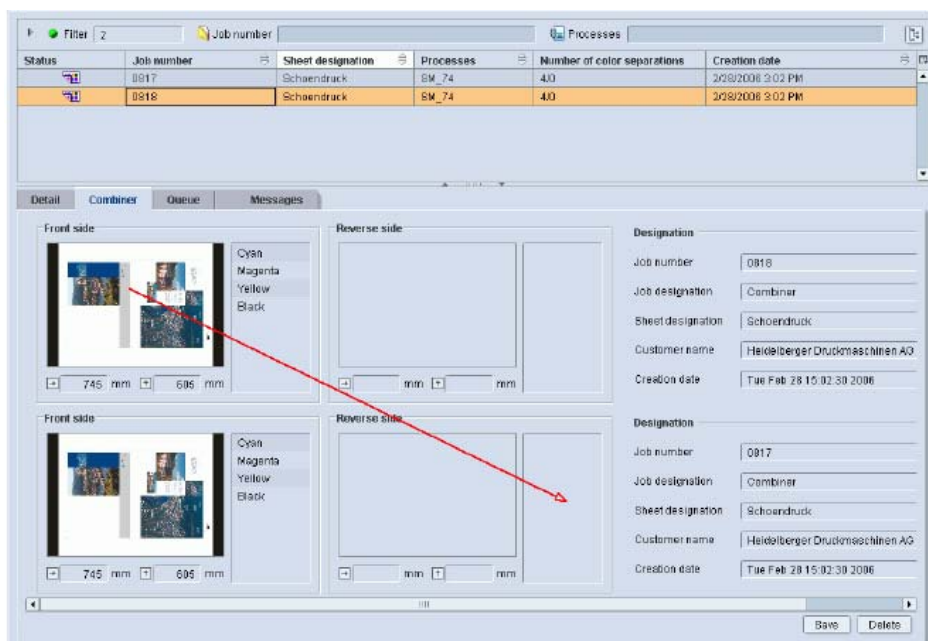 Filter 2 Job number Processes
Status Job number Sheet designation Processes Number of color separations Creation date
0817 Schoendruck SM_74 4/0 2/28/2006 3:02 PM
0818 Schoendruck SM_74 4/0 2/28/2006 3:02 PM
Detail Combiner Queue Messages
Front side
Cyan
Magenta
Yellow
Black
745 mm 605 mm
Reverse side
mm mm
Designation
Job number 0818
Job designation Combiner
Sheet designation Schoendruck
Customer name Heidelberger Druckmaschinen AG
Creation date Tue Feb 28 15:02:30 2006
Front side
Cyan
Magenta
Yellow
Black
745 mm 605 mm
Reverse side
mm mm
Designation
Job number 0817
Job designation Combiner
Sheet designation Schoendruck
Customer name Heidelberger Druckmaschinen AG
Creation date Tue Feb 28 15:02:30 2006
Save Delete